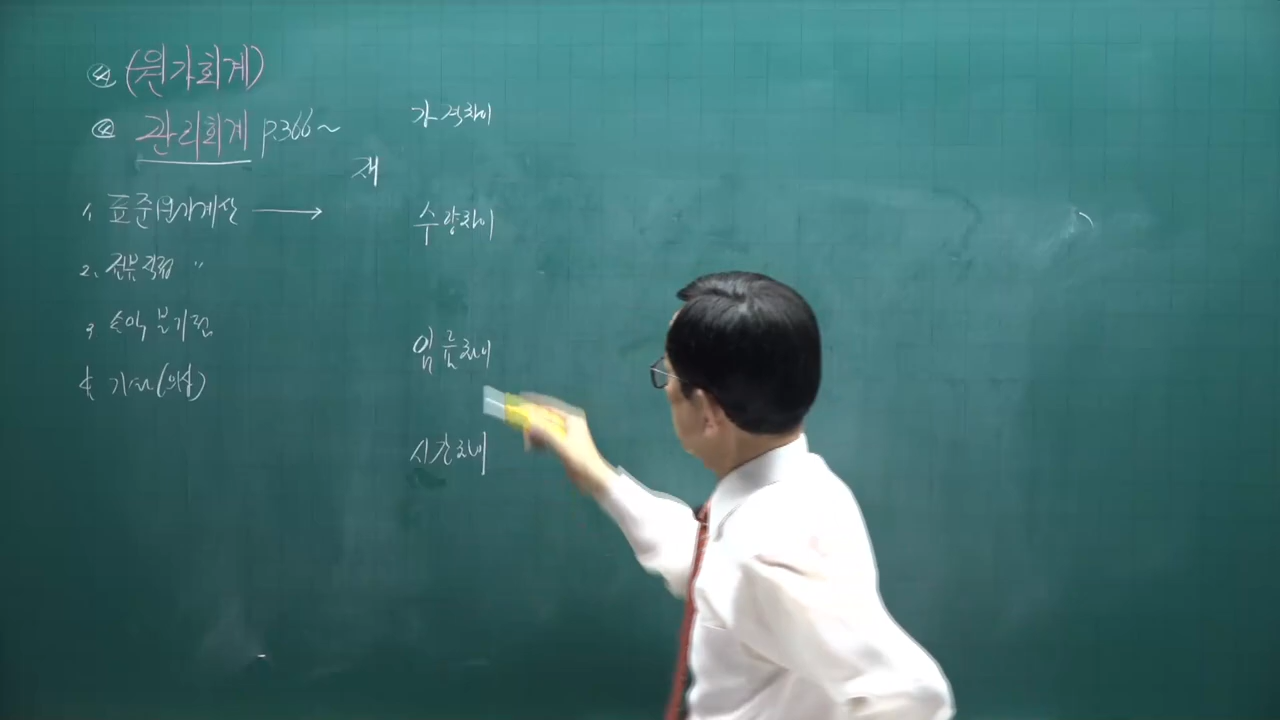 (원가회계)
관리회계 p.366~
1. 표준원가계산 →
2. 전부직접 "
3. 손익분기점
4. 기타(의사)
재
가격차이
수량차이
임률차이
시간차이